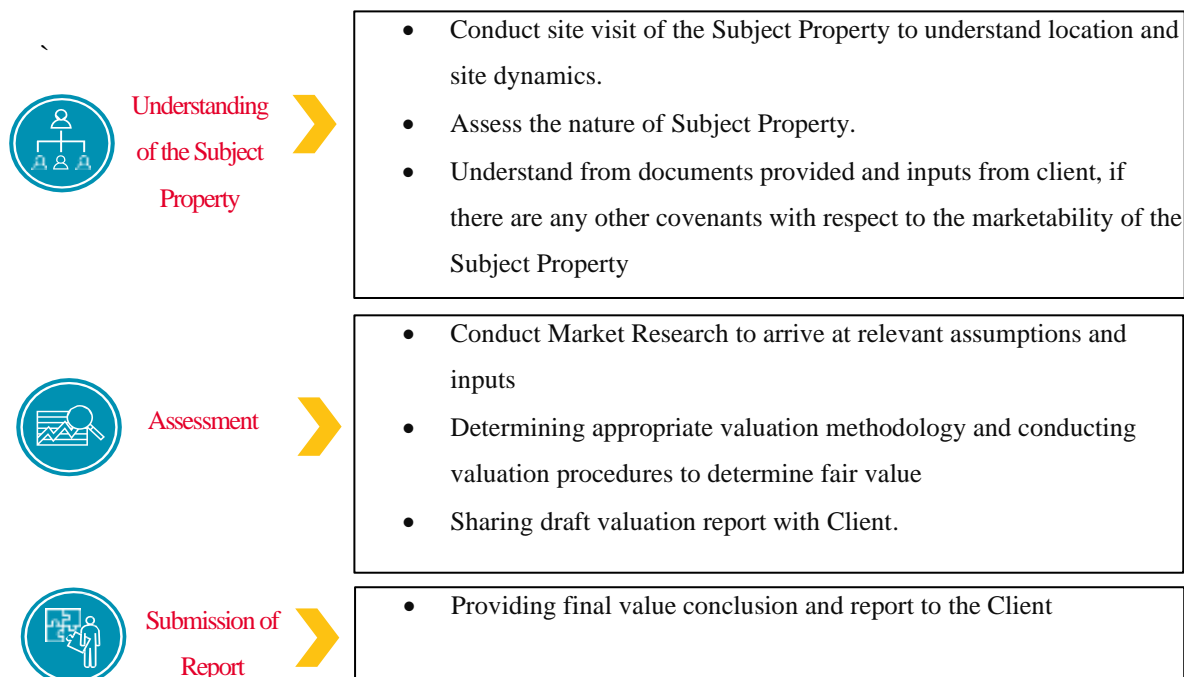 `
Understanding
of the Subject
Property
• Conduct site visit of the Subject Property to understand location and
site dynamics.
• Assess the nature of Subject Property.
• Understand from documents provided and inputs from client, if
there are any other covenants with respect to the marketability of the
Subject Property
Assessment
• Conduct Market Research to arrive at relevant assumptions and
inputs
• Determining appropriate valuation methodology and conducting
valuation procedures to determine fair value
• Sharing draft valuation report with Client.
Submission of
Report
• Providing final value conclusion and report to the Client